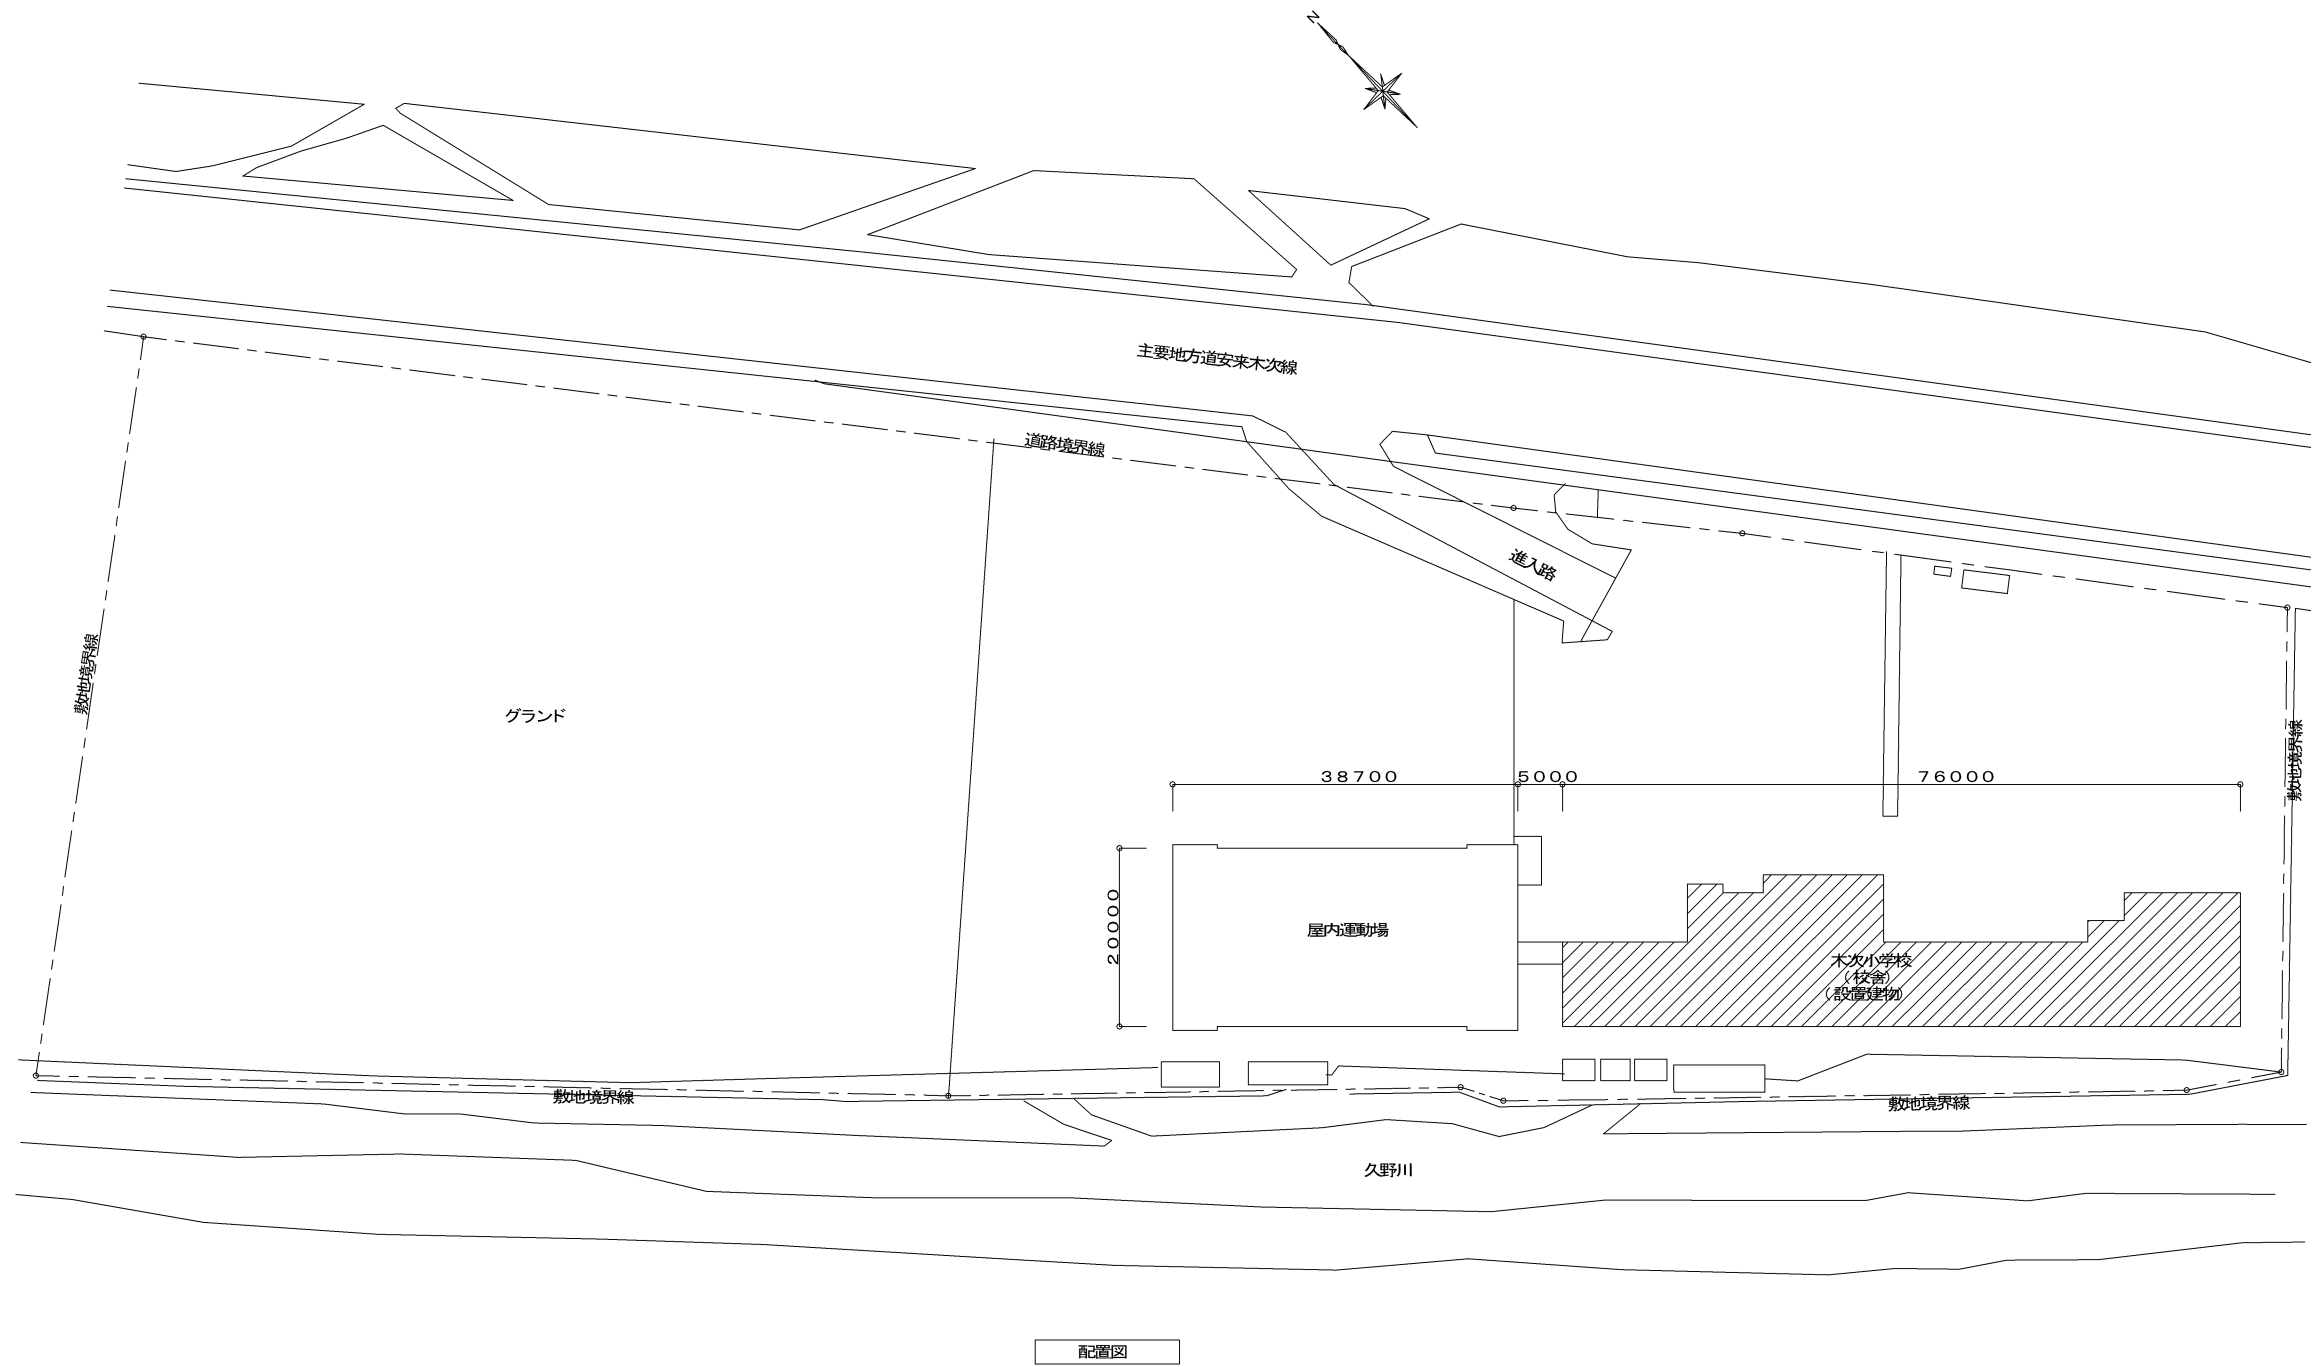 N
主要地方道安来木次線
道路境界線
進入路
敷地境界線
グランド
敷地境界線
38700
5000
76000
20000
屋内運動場
木次小学校
(校舎)
(設置建物)
敷地境界線
敷地境界線
久野川
配置図